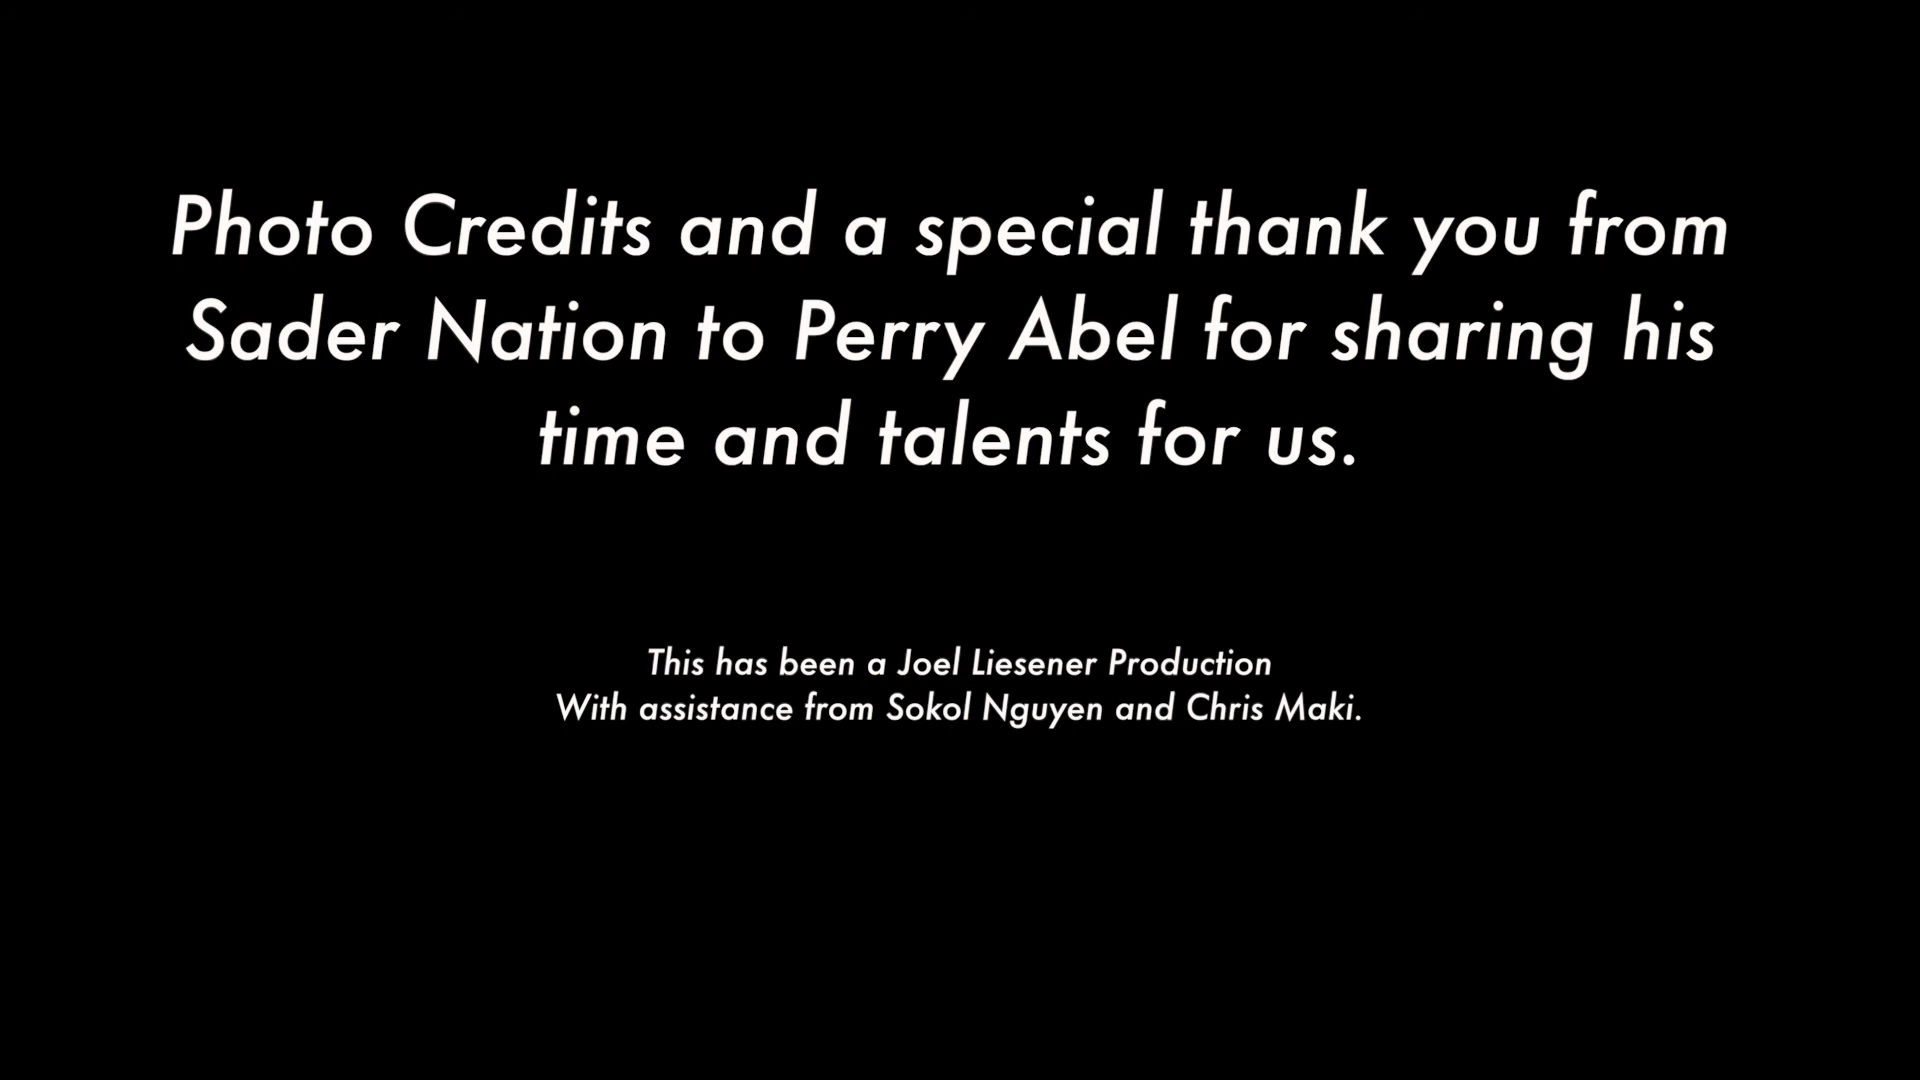 Photo Credits and a special thank you from
Sader Nation to Perry Abel for sharing his
time and talents for us.
This has been a Joel Liesener Production
With assistance from Sokol Nguyen and Chris Maki.